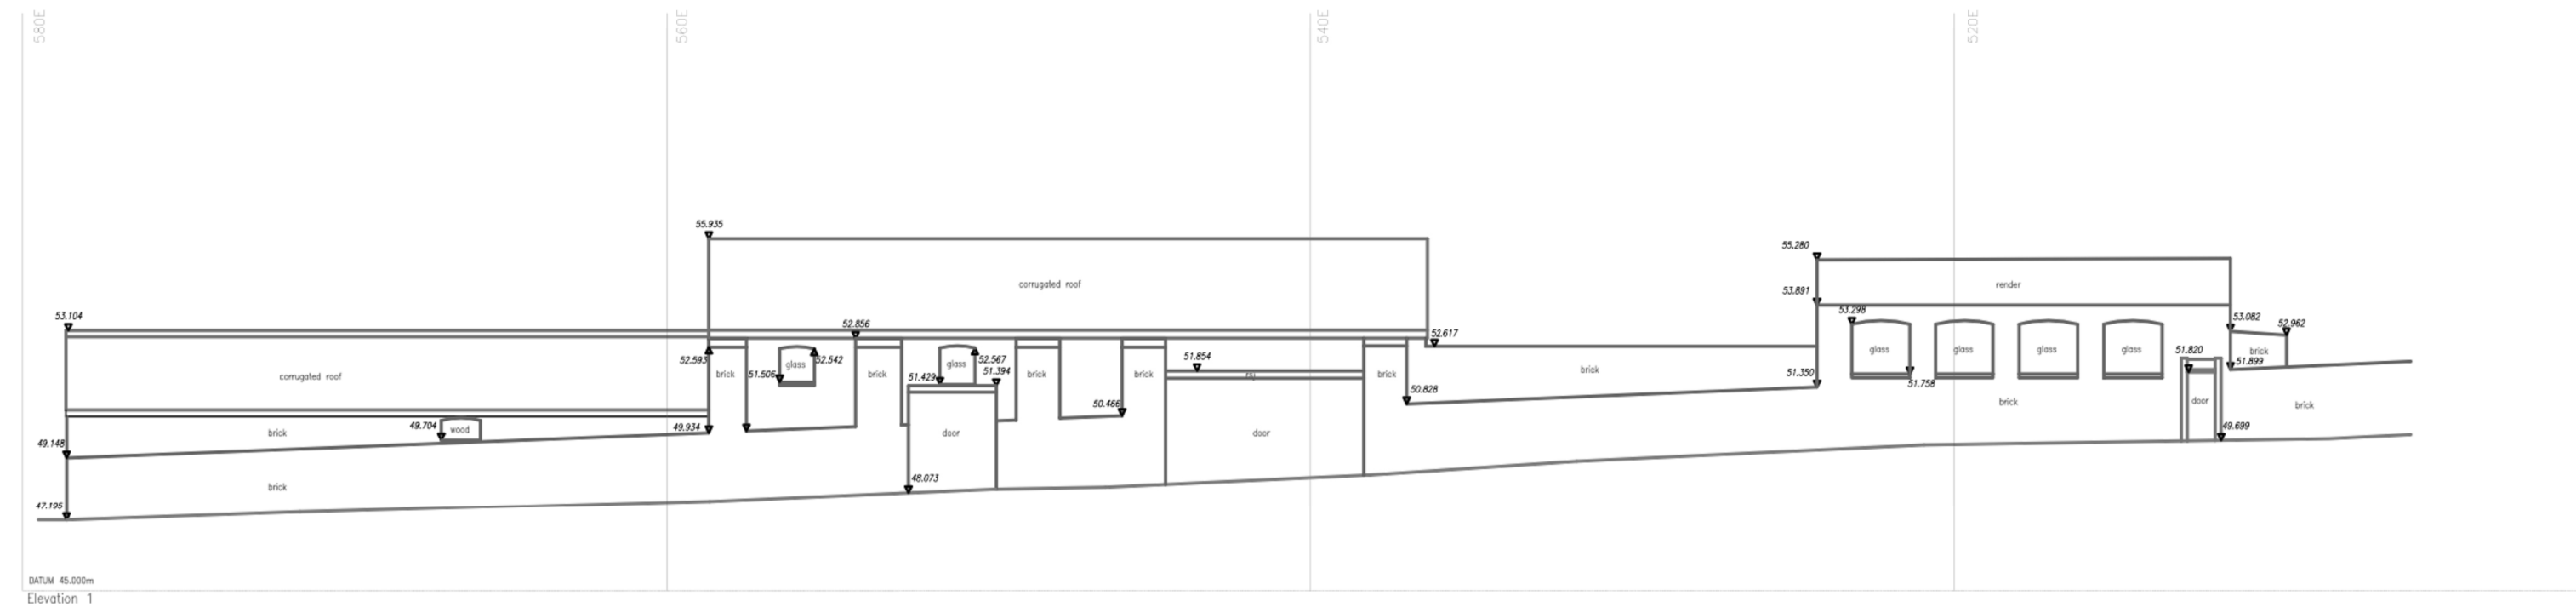 580E
560E
540E
520E
55.935
55.280
corrugated roof
render
53.891
53.298
53.104
52.856
53.082
52.962
52.617
52.593
glass
52.542
glass
52.567
51.854
glass
glass
glass
glass
51.820
brick
51.899
corrugated roof
brick
51.506
brick
51.429
51.394
brick
brick
brick
brick
51.350
51.758
50.466
50.828
brick
door
brick
49.704
wood
49.934
brick
49.148
door
door
49.699
brick
48.073
47.195
DATUM 45.000m
Elevation 1